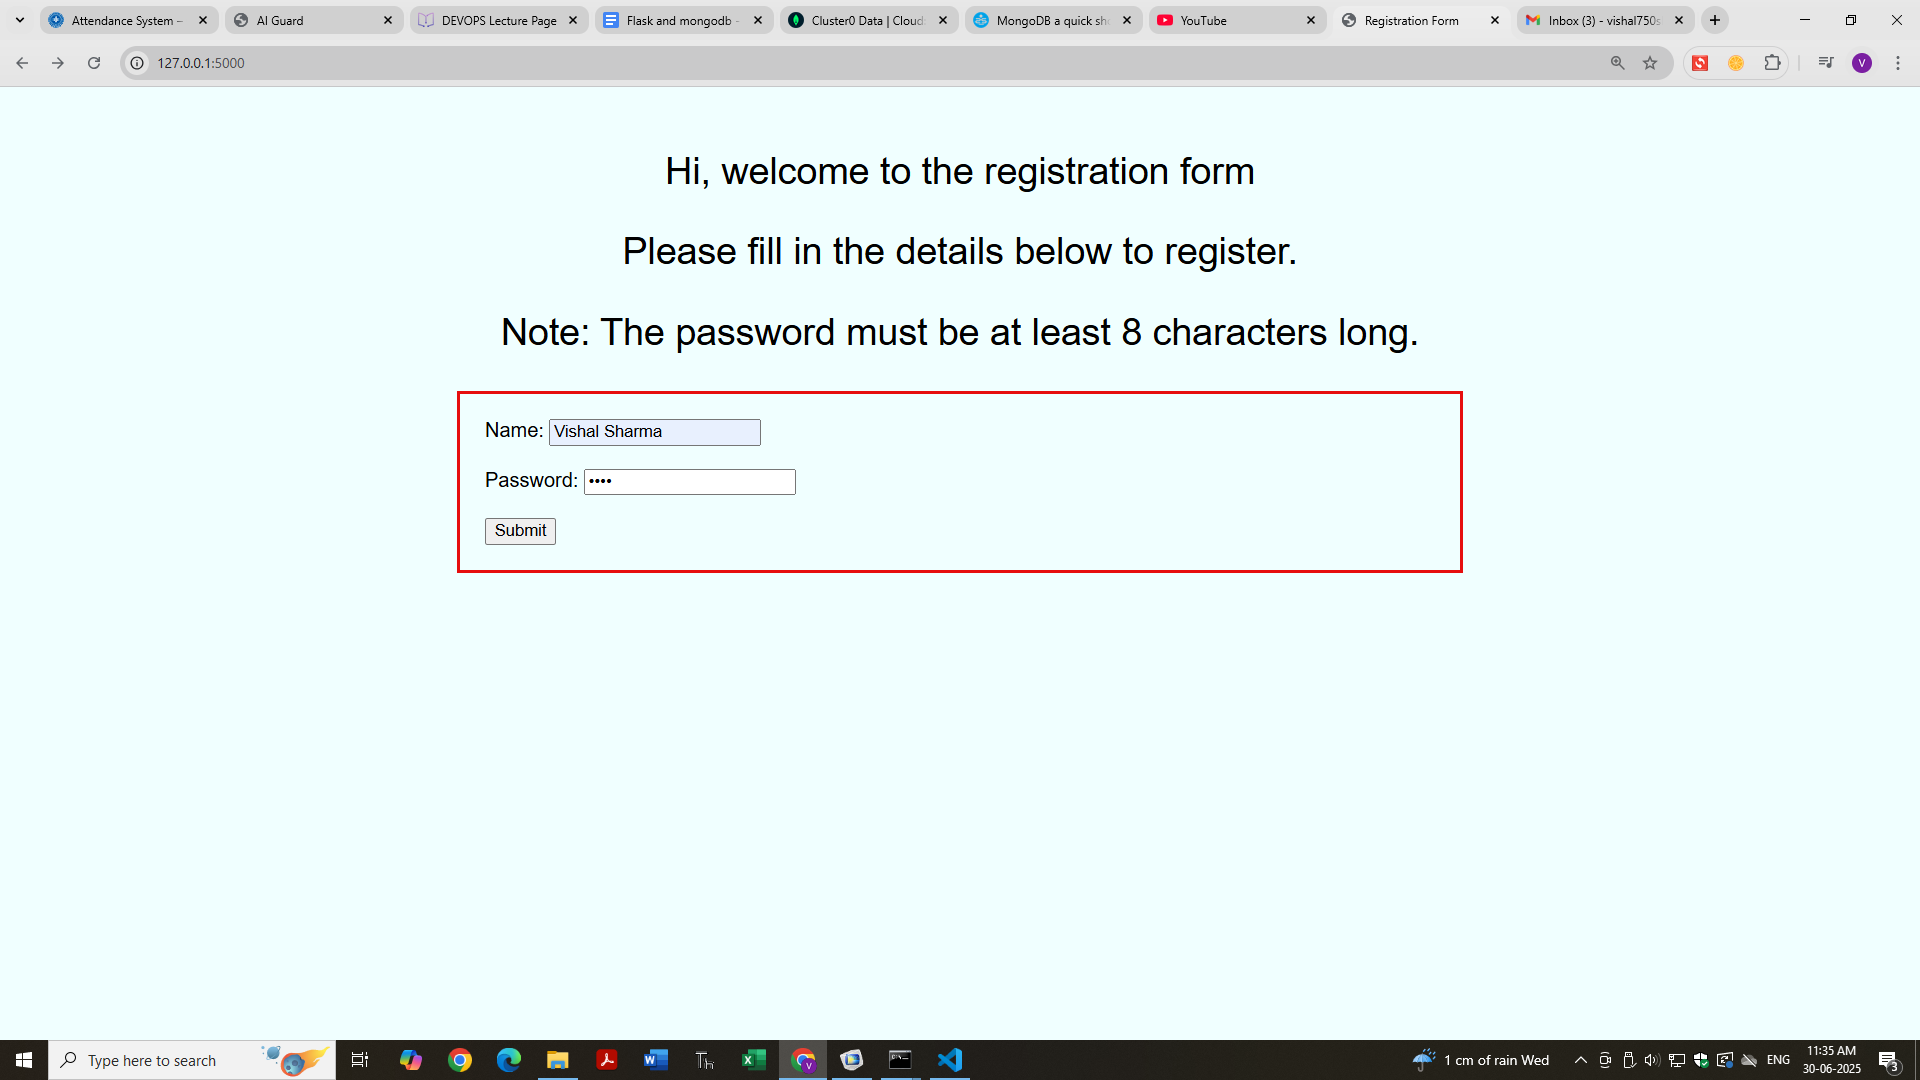 Attendance System –
AI Guard
DEVOPS Lecture Page
Flask and mongodb -
Cluster0 Data | Cloud:
MongoDB a quick sh
YouTube
Registration Form
Inbox (3) - vishal750s
127.0.0.1:5000
V
Hi, welcome to the registration form
Please fill in the details below to register.
Note: The password must be at least 8 characters long.
Name: Vishal Sharma
Password: ••••
Submit
Type here to search
1 cm of rain Wed
ENG
11:35 AM
30-06-2025
3